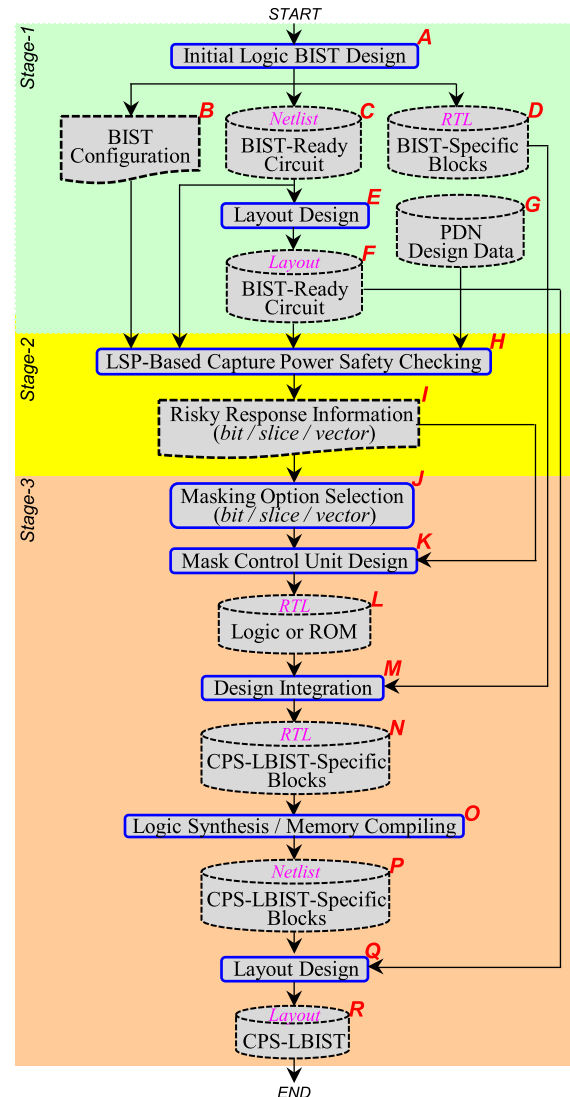 START
Stage-1
A
Initial Logic BIST Design
B
BIST
Configuration
C
Netlist
BIST-Ready
Circuit
D
RTL
BIST-Specific
Blocks
E
Layout Design
F
Layout
BIST-Ready
Circuit
G
PDN
Design Data
Stage-2
H
LSP-Based Capture Power Safety Checking
I
Risky Response Information
(bit / slice / vector)
Stage-3
J
Masking Option Selection
(bit / slice / vector)
K
Mask Control Unit Design
L
RTL
Logic or ROM
M
Design Integration
N
RTL
CPS-LBIST-Specific
Blocks
O
Logic Synthesis / Memory Compiling
P
Netlist
CPS-LBIST-Specific
Blocks
Q
Layout Design
R
Layout
CPS-LBIST
END